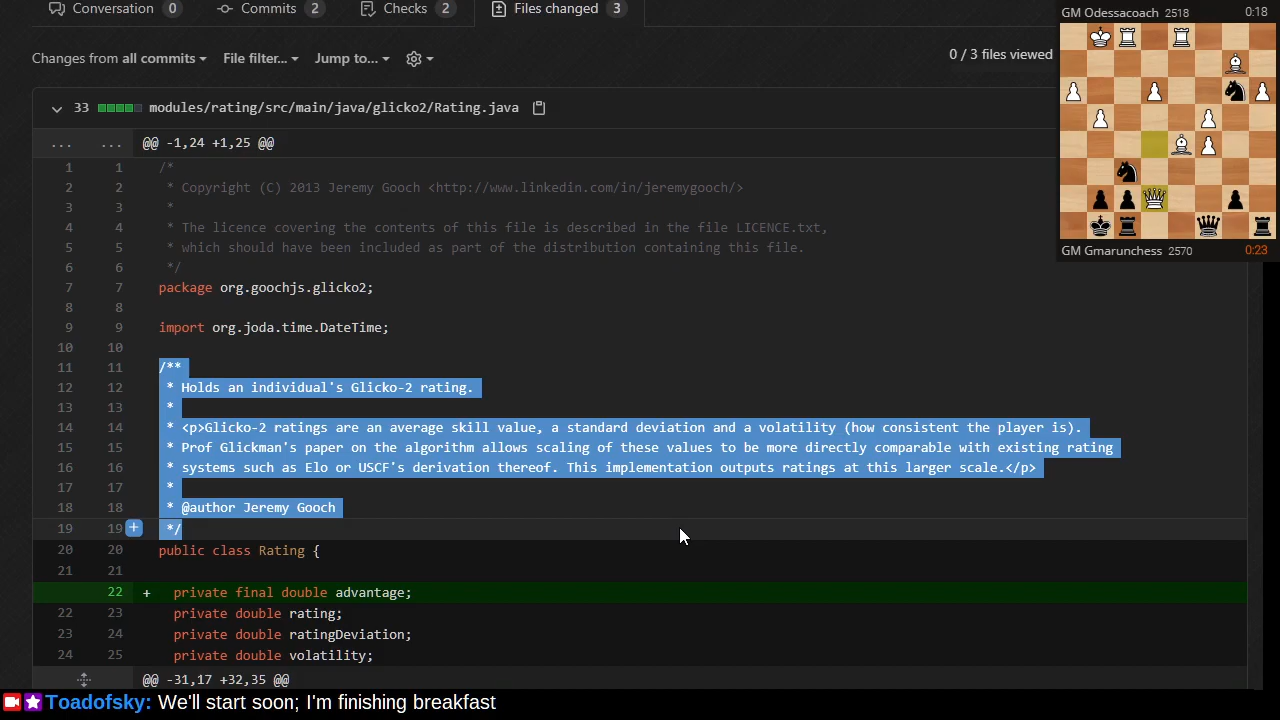 Conversation 0 Commits 2 Checks 2 Files changed 3
Changes from all commits File filter... Jump to... 0 / 3 files viewed
33 modules/rating/src/main/java/glicko2/Rating.java
... ... @@ -1,24 +1,25 @@
1 1 /*
2 2 * Copyright (C) 2013 Jeremy Gooch <http://www.linkedin.com/in/jeremygooch/>
3 3 *
4 4 * The licence covering the contents of this file is described in the file LICENCE.txt,
5 5 * which should have been included as part of the distribution containing this file.
6 6 */
7 7 package org.goochjs.glicko2;
8 8
9 9 import org.joda.time.DateTime;
10 10
11 11 /**
12 12 * Holds an individual's Glicko-2 rating.
13 13 *
14 14 * <p>Glicko-2 ratings are an average skill value, a standard deviation and a volatility (how consistent the player is).
15 15 * Prof Glickman's paper on the algorithm allows scaling of these values to be more directly comparable with existing rating
16 16 * systems such as Elo or USCF's derivation thereof. This implementation outputs ratings at this larger scale.</p>
17 17 *
18 18 * @author Jeremy Gooch
19 19 + */
20 20 public class Rating {
21 21
22 + private final double advantage;
22 23 private double rating;
23 24 private double ratingDeviation;
24 25 private double volatility;
@@ -31,17 +32,35 @@
GM Odessacoach 2518 0:18
GM Gmarunchess 2570 0:23
Toadofsky: We'll start soon; I'm finishing breakfast